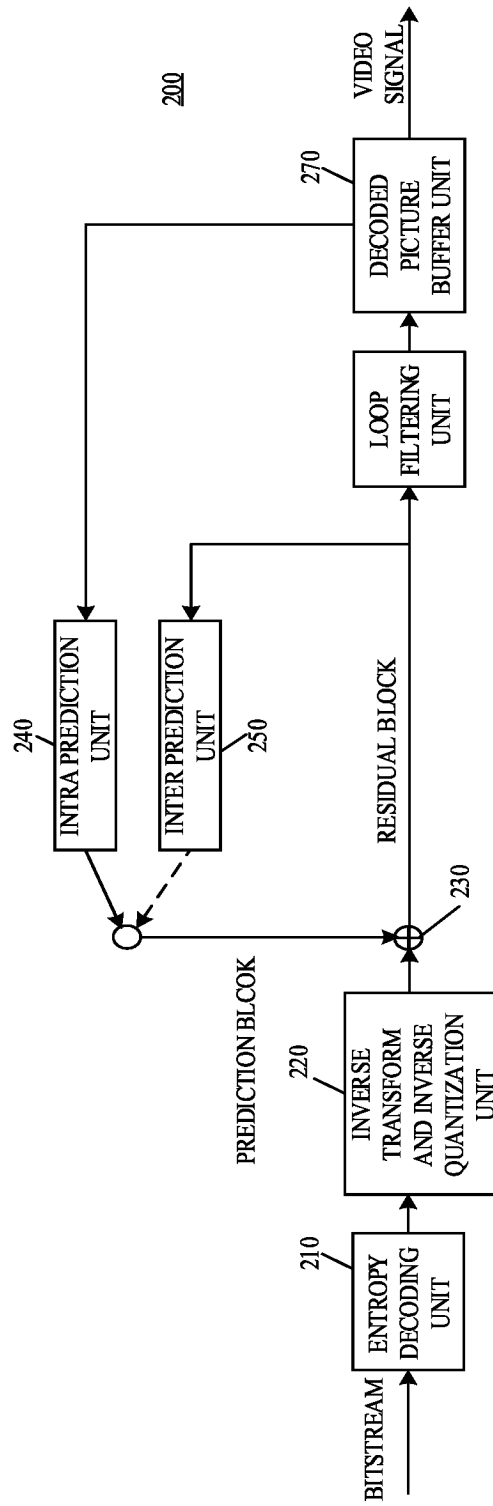 200
BITSTREAM
210
ENTROPY
DECODING
UNIT
220
INVERSE
TRANSFORM
AND INVERSE
QUANTIZATION
UNIT
PREDICTION BLCOK
230
RESIDUAL BLOCK
240
INTRA PREDICTION
UNIT
INTER PREDICTION
UNIT
250
LOOP
FILTERING
UNIT
270
DECODED
PICTURE
BUFFER UNIT
VIDEO
SIGNAL